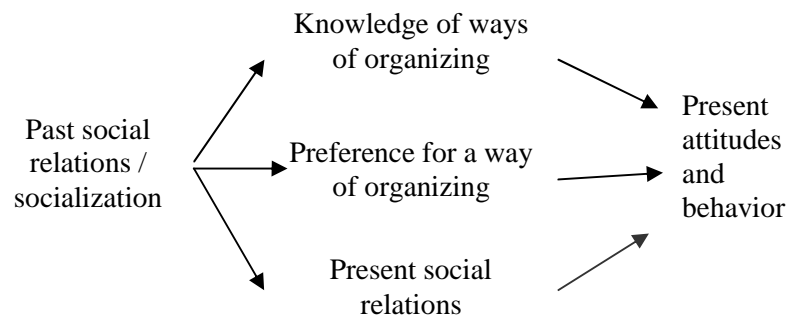 Knowledge of ways
of organizing
Past social
relations /
socialization
Preference for a way
of organizing
Present social
relations
Present
attitudes
and
behavior